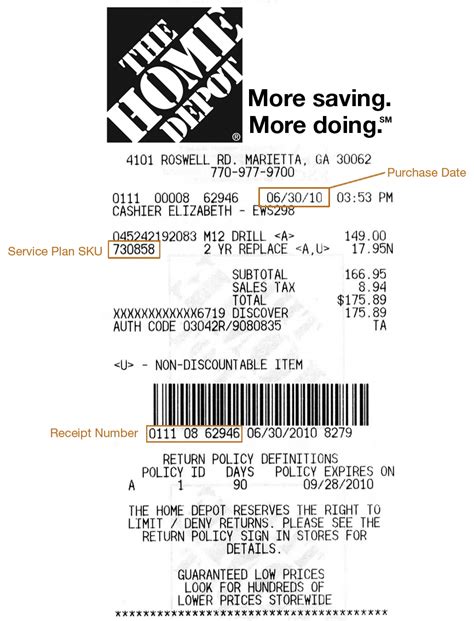 THE
HOME
DEPOT
®
More saving.
More doing.℠
4101 ROSWELL RD. MARIETTA, GA 30062
770-977-9700
Purchase Date
0111 00008 62946 06/30/10 03:53 PM
CASHIER ELIZABETH - EWS298
045242192083 M12 DRILL <A> 149.00
Service Plan SKU 730858 2 YR REPLACE <A,U> 17.95N
SUBTOTAL 166.95
SALES TAX 8.94
TOTAL $175.89
XXXXXXXXXXXX6719 DISCOVER 175.89
AUTH CODE 03042R/9080835 TA
<U> - NON-DISCOUNTABLE ITEM
Receipt Number 0111 08 62946 06/30/2010 8279
RETURN POLICY DEFINITIONS
POLICY ID DAYS POLICY EXPIRES ON
A 1 90 09/28/2010
THE HOME DEPOT RESERVES THE RIGHT TO
LIMIT / DENY RETURNS. PLEASE SEE THE
RETURN POLICY SIGN IN STORES FOR
DETAILS.
GUARANTEED LOW PRICES
LOOK FOR HUNDREDS OF
LOWER PRICES STOREWIDE
***************************************